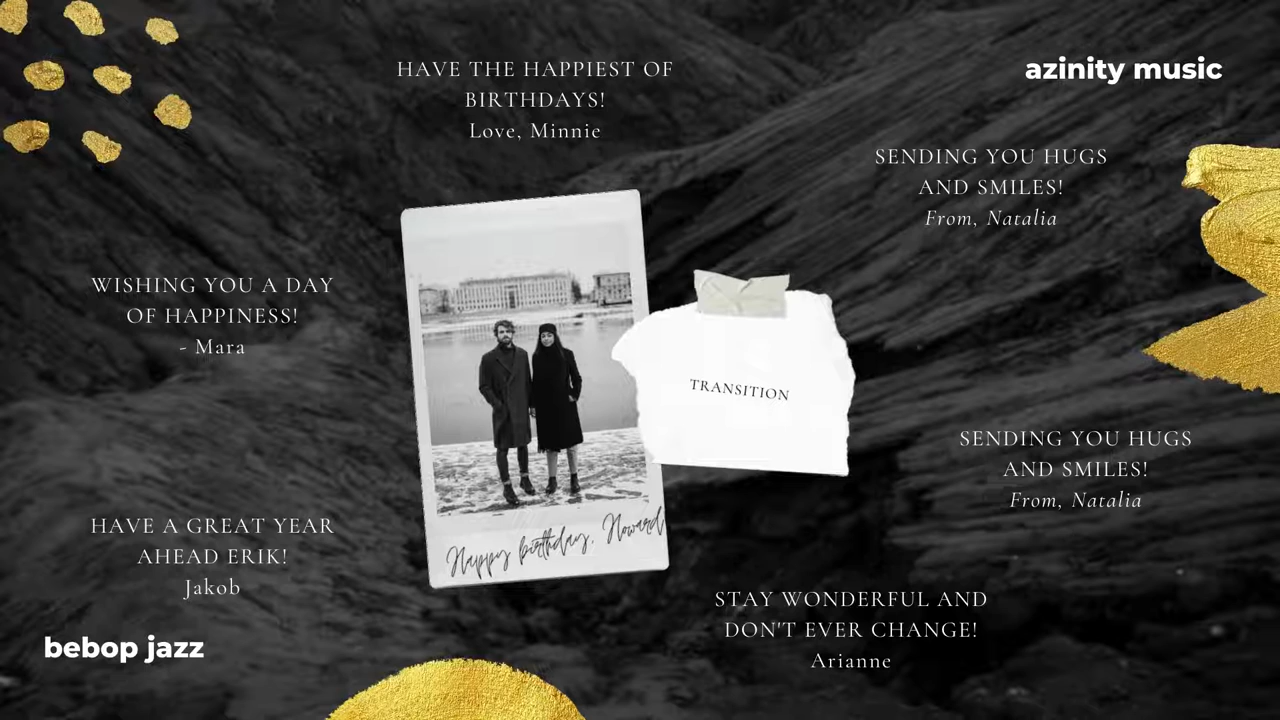 HAVE THE HAPPIEST OF
BIRTHDAYS!
Love, Minnie
azinity music
SENDING YOU HUGS
AND SMILES!
From, Natalia
WISHING YOU A DAY
OF HAPPINESS!
- Mara
TRANSITION
SENDING YOU HUGS
AND SMILES!
From, Natalia
Happy birthday, Howard
HAVE A GREAT YEAR
AHEAD ERIK!
Jakob
STAY WONDERFUL AND
DON'T EVER CHANGE!
Arianne
bebop jazz